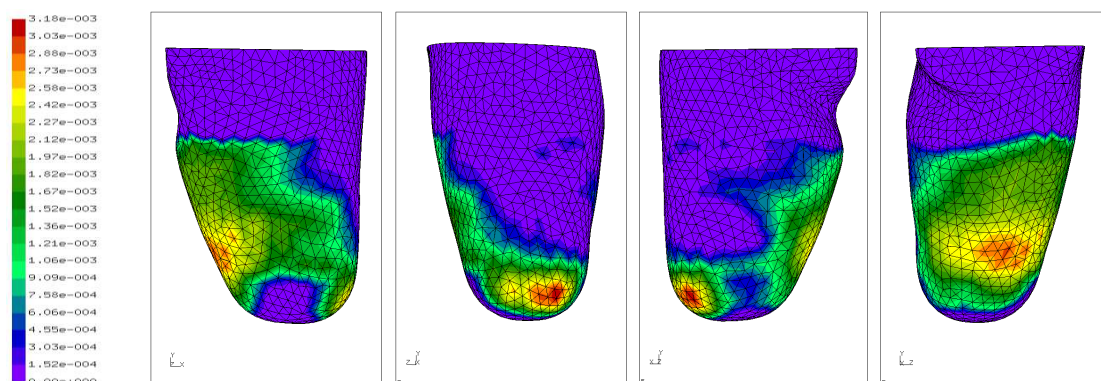 3.18e-003
3.03e-003
2.88e-003
2.73e-003
2.58e-003
2.42e-003
2.27e-003
2.12e-003
1.97e-003
1.82e-003
1.67e-003
1.52e-003
1.36e-003
1.21e-003
1.06e-003
9.09e-004
7.58e-004
6.06e-004
4.55e-004
3.03e-004
1.52e-004
Y
Z X
Y
Z X
Y
X Z
Y
X Z